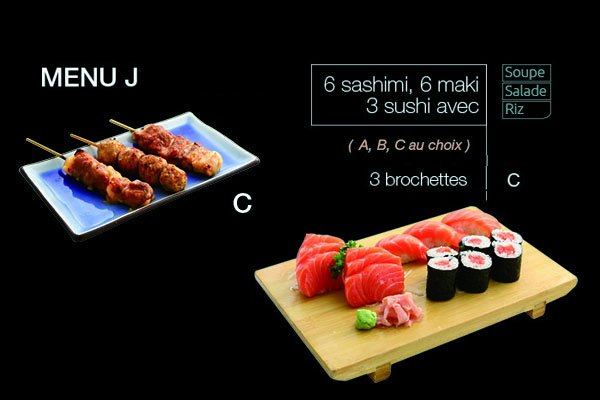 MENU J
6 sashimi, 6 maki
3 sushi avec
Soupe
Salade
Riz
( A, B, C au choix )
3 brochettes
C
C